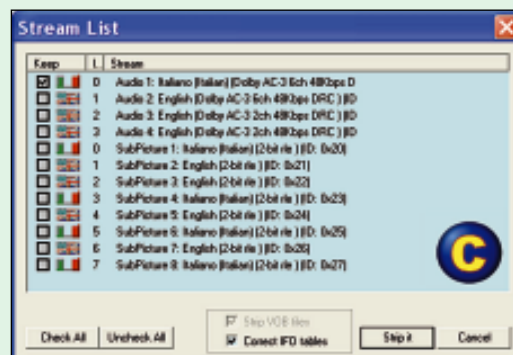 Stream List
Keep L Stream
0 Audio 1: Italiano (Italian) (Dolby AC-3 6ch 48Kbps D
1 Audio 2: English (Dolby AC-3 6ch 48Kbps DRC ) (ID
2 Audio 3: English (Dolby AC-3 2ch 48Kbps DRC ) (ID
3 Audio 4: English (Dolby AC-3 2ch 48Kbps DRC ) (ID
0 SubPicture 1: Italiano (Italian) (2-bit rle ) (ID: 0x20)
1 SubPicture 2: English (2-bit rle ) (ID: 0x21)
2 SubPicture 3: English (2-bit rle ) (ID: 0x22)
3 SubPicture 4: Italiano (Italian) (2-bit rle ) (ID: 0x23)
4 SubPicture 5: English (2-bit rle ) (ID: 0x24)
5 SubPicture 6: Italiano (Italian) (2-bit rle ) (ID: 0x25)
6 SubPicture 7: English (2-bit rle ) (ID: 0x26)
7 SubPicture 8: Italiano (Italian) (2-bit rle ) (ID: 0x27)
C
Strip VOB files
Check All Uncheck All Correct IFO tables Strip it Cancel